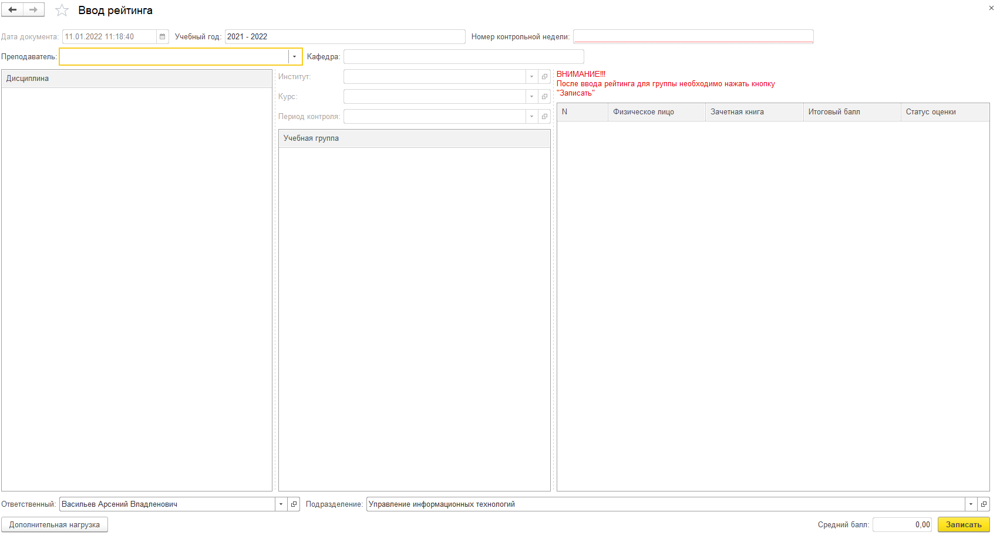 Ввод рейтинга
Дата документа: 11.01.2022 11:18:40 Учебный год: 2021 - 2022 Номер контрольной недели:
Преподаватель: Кафедра:
Дисциплина
Институт:
Курс:
Период контроля:
Учебная группа
ВНИМАНИЕ!!!
После ввода рейтинга для группы необходимо нажать кнопку
"Записать"
N Физическое лицо Зачетная книга Итоговый балл Статус оценки
Ответственный: Васильев Арсений Владленович Подразделение: Управление информационных технологий
Дополнительная нагрузка Средний балл: 0,00 Записать